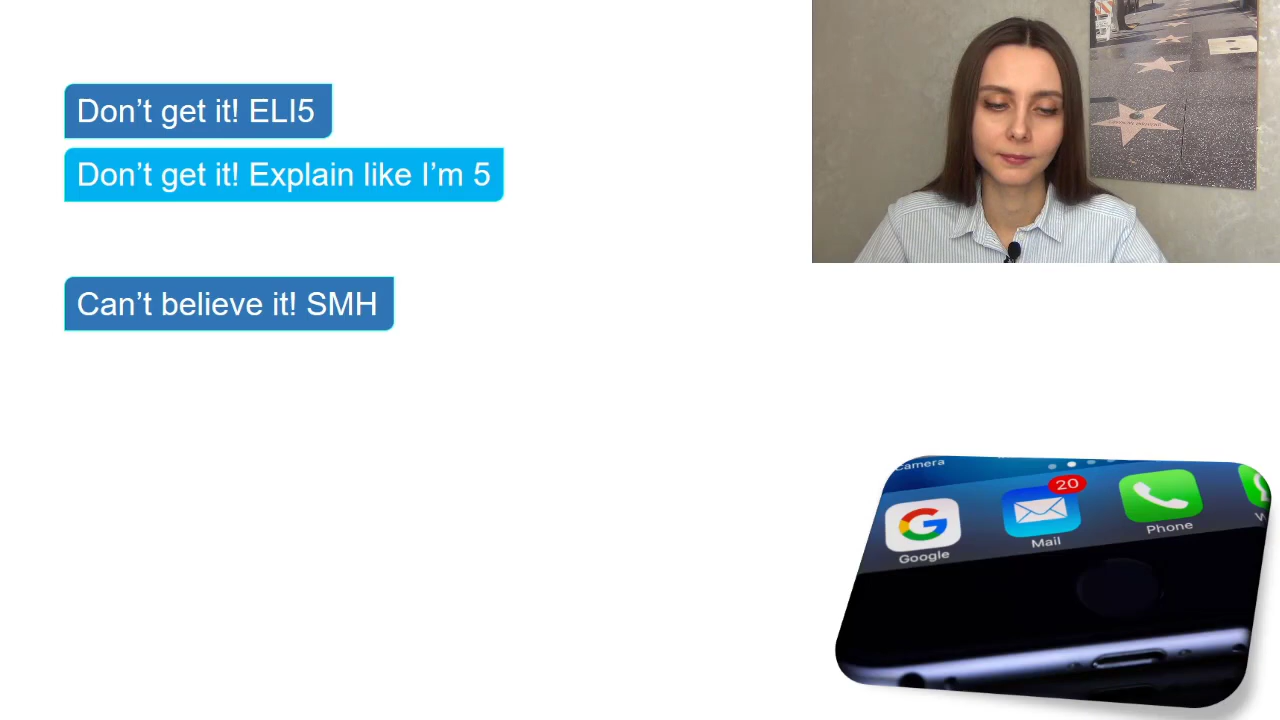 Don’t get it! ELI5
Don’t get it! Explain like I’m 5
Can’t believe it! SMH
Camera
20
Google
Mail
Phone